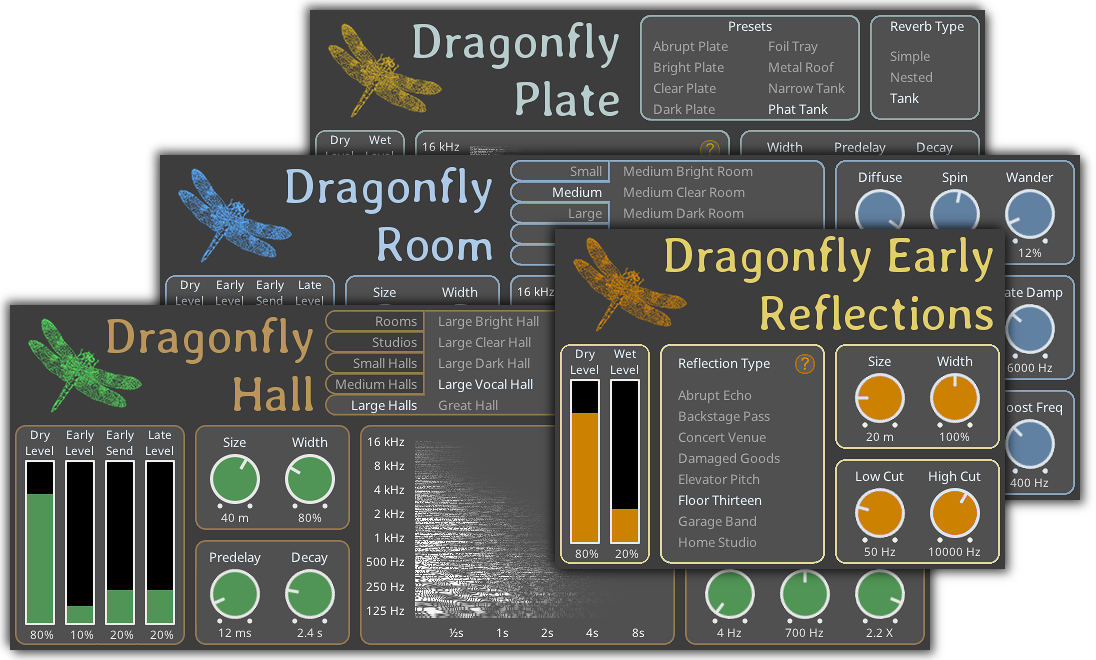 Dragonfly
Plate
Presets
Abrupt Plate
Bright Plate
Clear Plate
Dark Plate
Foil Tray
Metal Roof
Narrow Tank
Phat Tank
Reverb Type
Simple
Nested
Tank
Dry Wet
16 kHz
?
Width Predelay Decay
Dragonfly
Room
Small
Medium
Large
Medium Bright Room
Medium Clear Room
Medium Dark Room
Diffuse Spin Wander
12%
Dry Early Early Late
Level Level Send Level
Size Width
16 kHz
ate Damp
6000 Hz
oost Freq
400 Hz
Dragonfly Early
Reflections
Dry Wet
Level Level
80% 20%
Reflection Type
?
Abrupt Echo
Backstage Pass
Concert Venue
Damaged Goods
Elevator Pitch
Floor Thirteen
Garage Band
Home Studio
Size Width
20 m 100%
Low Cut High Cut
50 Hz 10000 Hz
Dragonfly
Hall
Rooms
Studios
Small Halls
Medium Halls
Large Halls
Large Bright Hall
Large Clear Hall
Large Dark Hall
Large Vocal Hall
Great Hall
Dry Early Early Late
Level Level Send Level
80% 10% 20% 20%
Size Width
40 m 80%
Predelay Decay
12 ms 2.4 s
16 kHz
8 kHz
4 kHz
2 kHz
1 kHz
500 Hz
250 Hz
125 Hz
½s 1s 2s 4s 8s
4 Hz 700 Hz 2.2 X